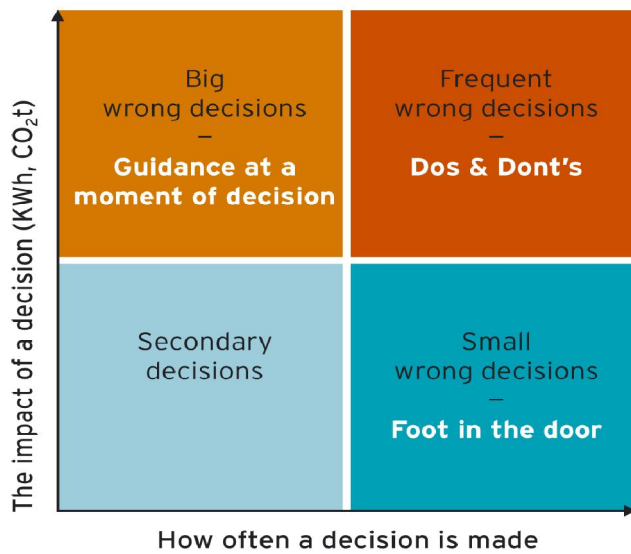 The impact of a decision (KWh, CO₂t)
Big
wrong decisions
–
Guidance at a
moment of decision
Frequent
wrong decisions
–
Dos & Dont's
Secondary
decisions
Small
wrong decisions
–
Foot in the door
How often a decision is made